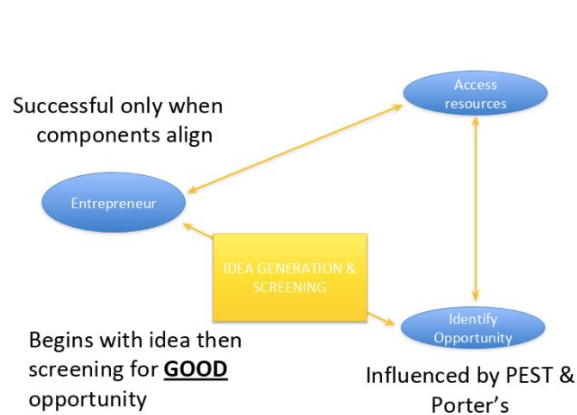 Access
resources
Successful only when
components align
Entrepreneur
IDEA GENERATION &
SCREENING
Identify
Opportunity
Begins with idea then
screening for GOOD
opportunity
Influenced by PEST &
Porter's